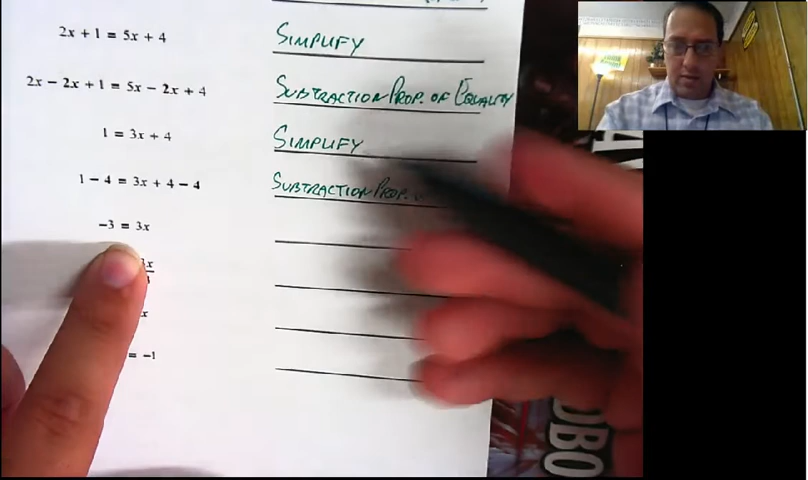 2x + 1 = 5x + 4
SIMPLIFY
2x − 2x + 1 = 5x − 2x + 4
SUBTRACTION PROP. OF EQUALITY
1 = 3x + 4
SIMPLIFY
1 − 4 = 3x + 4 − 4
SUBTRACTION PROP.
−3 = 3x
x
= −1